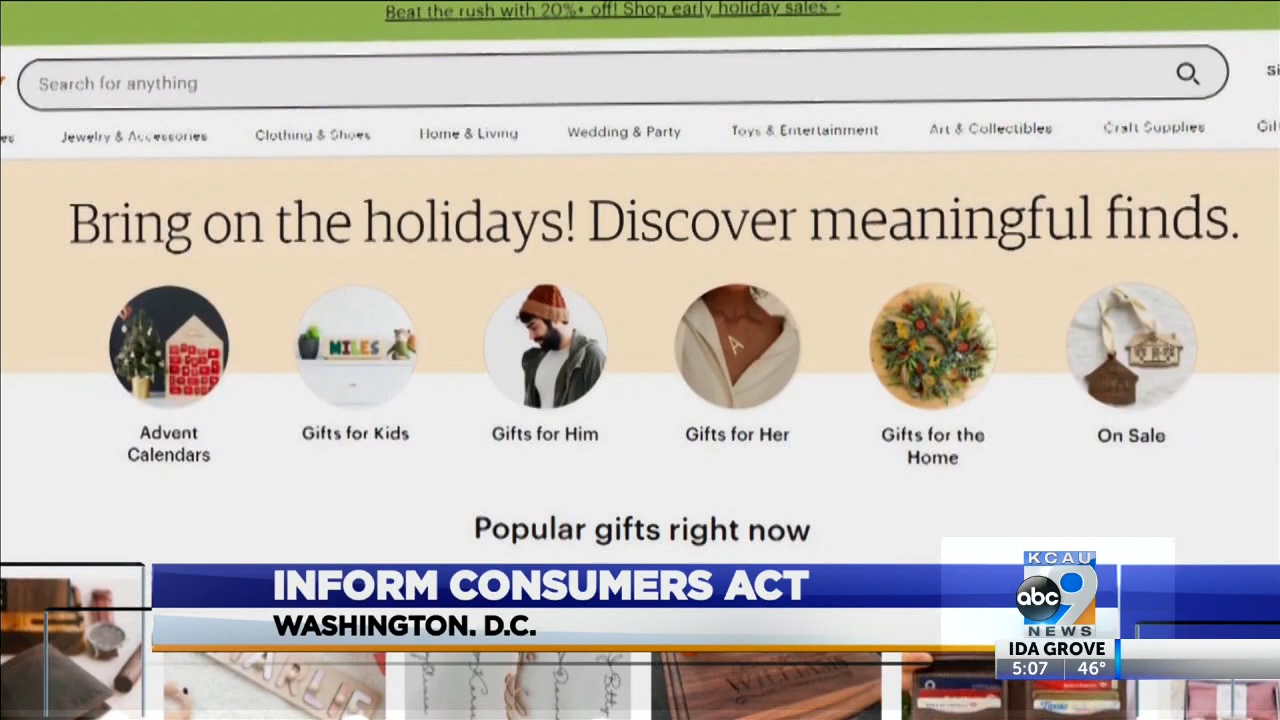 Beat the rush with 20%+ off! Shop early holiday sales
Search for anything
Jewelry & Accessories
Clothing & Shoes
Home & Living
Wedding & Party
Toys & Entertainment
Art & Collectibles
Craft Supplies
Bring on the holidays! Discover meaningful finds.
MILES
A
Advent
Calendars
Gifts for Kids
Gifts for Him
Gifts for Her
Gifts for the
Home
On Sale
Popular gifts right now
INFORM CONSUMERS ACT
WASHINGTON, D.C.
KCAU
abc 9
NEWS
IDA GROVE
5:07 46°